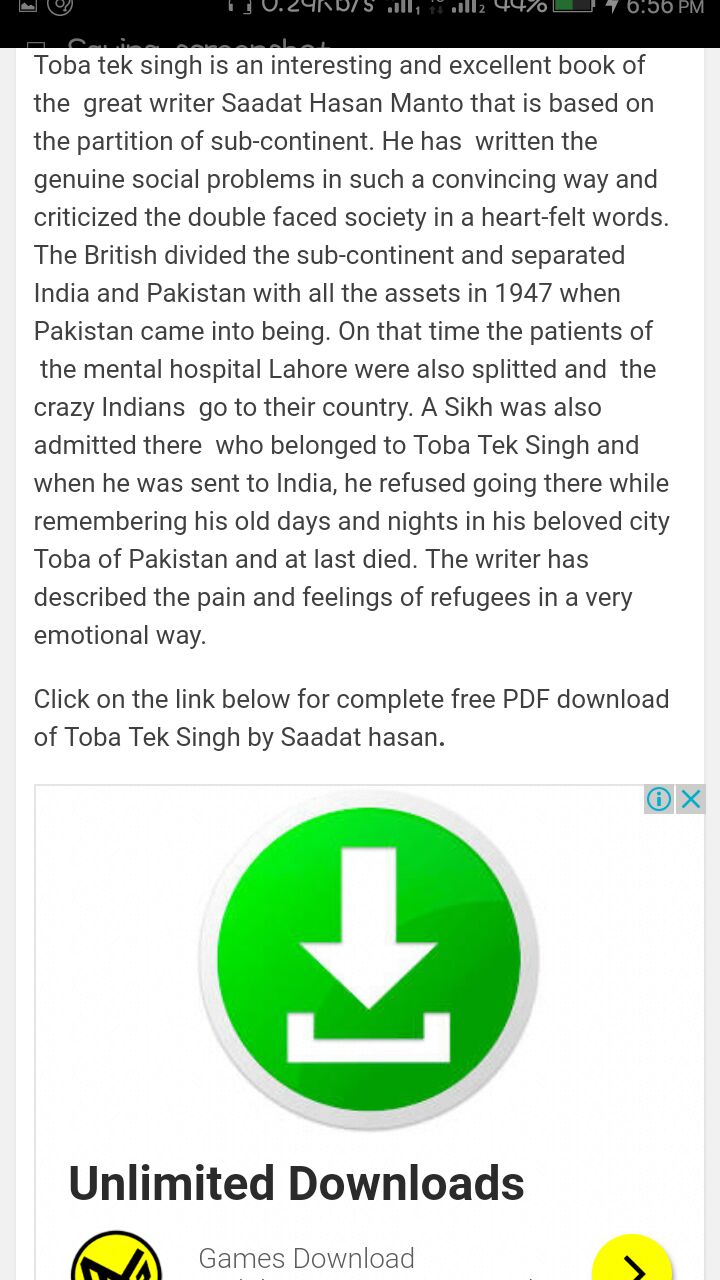 0.24Kb/s 44% 6:56 PM
Saving screenshot
Toba tek singh is an interesting and excellent book of
the great writer Saadat Hasan Manto that is based on
the partition of sub-continent. He has written the
genuine social problems in such a convincing way and
criticized the double faced society in a heart-felt words.
The British divided the sub-continent and separated
India and Pakistan with all the assets in 1947 when
Pakistan came into being. On that time the patients of
the mental hospital Lahore were also splitted and the
crazy Indians go to their country. A Sikh was also
admitted there who belonged to Toba Tek Singh and
when he was sent to India, he refused going there while
remembering his old days and nights in his beloved city
Toba of Pakistan and at last died. The writer has
described the pain and feelings of refugees in a very
emotional way.
Click on the link below for complete free PDF download
of Toba Tek Singh by Saadat hasan.
Unlimited Downloads
Games Download